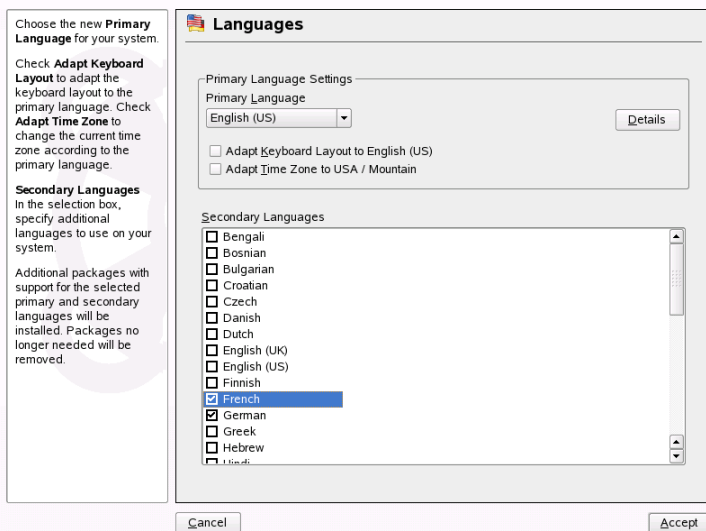 Choose the new Primary
Language for your system.
Check Adapt Keyboard
Layout to adapt the
keyboard layout to the
primary language. Check
Adapt Time Zone to
change the current time
zone according to the
primary language.
Secondary Languages
In the selection box,
specify additional
languages to use on your
system.
Additional packages with
support for the selected
primary and secondary
languages will be
installed. Packages no
longer needed will be
removed.
Languages
Primary Language Settings
Primary Language
English (US)
Details
Adapt Keyboard Layout to English (US)
Adapt Time Zone to USA / Mountain
Secondary Languages
Bengali
Bosnian
Bulgarian
Croatian
Czech
Danish
Dutch
English (UK)
English (US)
Finnish
French
German
Greek
Hebrew
Hindi
Cancel
Accept